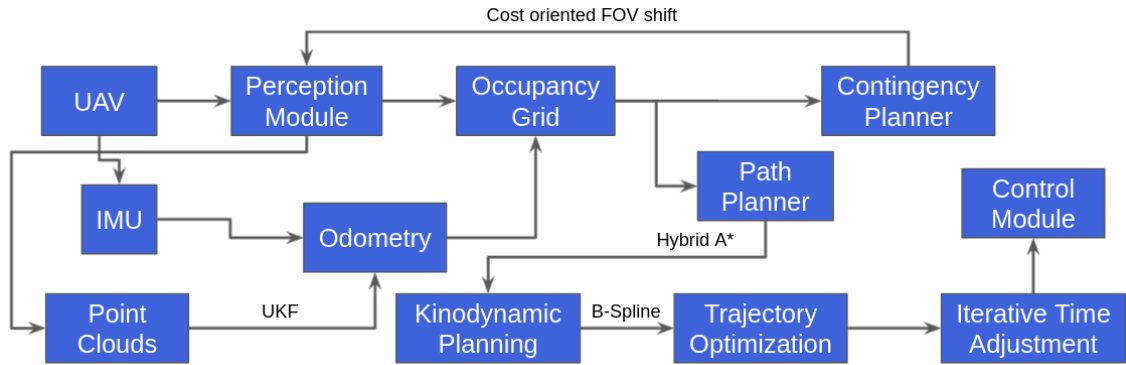 Cost oriented FOV shift
UAV
Perception
Module
Occupancy
Grid
Contingency
Planner
IMU
Odometry
Path
Planner
Control
Module
Hybrid A*
Point
Clouds
UKF
Kinodynamic
Planning
B-Spline
Trajectory
Optimization
Iterative Time
Adjustment